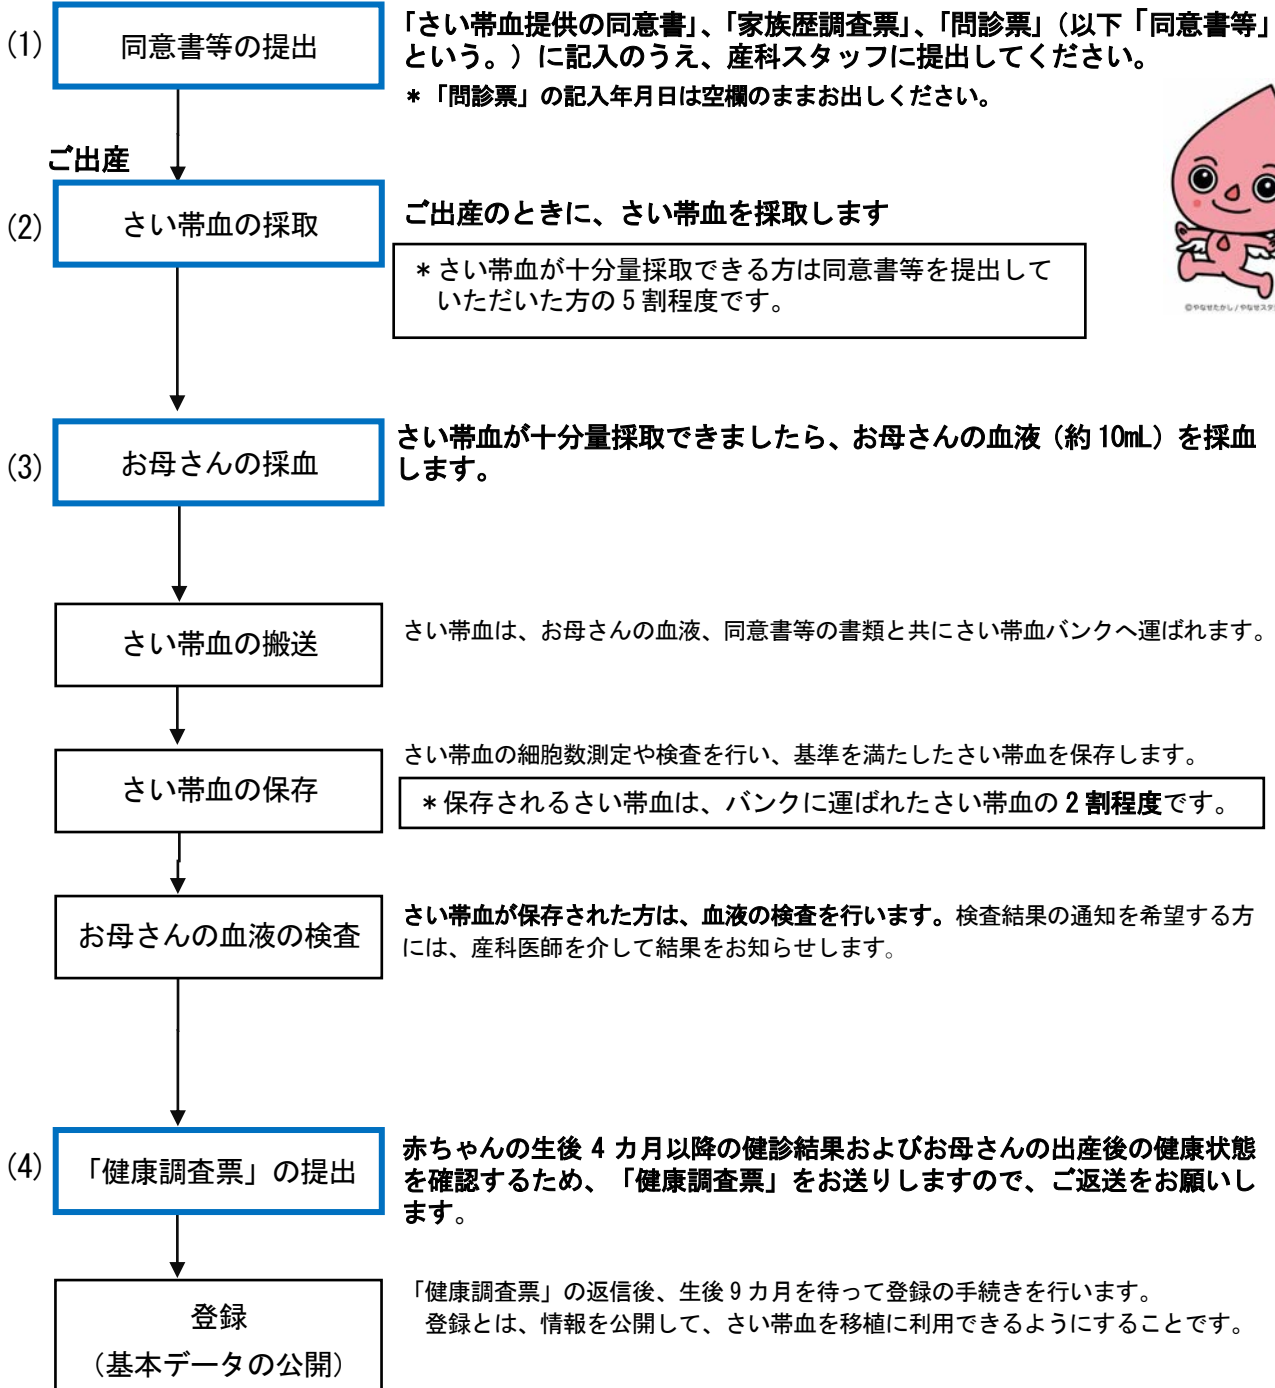 (1)
同意書等の提出
「さい帯血提供の同意書」、「家族歴調査票」、「問診票」（以下「同意書等」
という。）に記入のうえ、産科スタッフに提出してください。
＊「問診票」の記入年月日は空欄のままお出しください。
ご出産
(2)
さい帯血の採取
ご出産のときに、さい帯血を採取します
＊さい帯血が十分量採取できる方は同意書等を提出して
いただいた方の5割程度です。
©やなせたかし/やなせスタ
(3)
お母さんの採血
さい帯血が十分量採取できましたら、お母さんの血液（約10mL）を採血
します。
さい帯血の搬送
さい帯血は、お母さんの血液、同意書等の書類と共にさい帯血バンクへ運ばれます。
さい帯血の保存
さい帯血の細胞数測定や検査を行い、基準を満たしたさい帯血を保存します。
＊保存されるさい帯血は、バンクに運ばれたさい帯血の2割程度です。
お母さんの血液の検査
さい帯血が保存された方は、血液の検査を行います。検査結果の通知を希望する方
には、産科医師を介して結果をお知らせします。
(4)
「健康調査票」の提出
赤ちゃんの生後4カ月以降の健診結果およびお母さんの出産後の健康状態
を確認するため、「健康調査票」をお送りしますので、ご返送をお願いし
ます。
登録
（基本データの公開）
「健康調査票」の返信後、生後9カ月を待って登録の手続きを行います。
登録とは、情報を公開して、さい帯血を移植に利用できるようにすることです。